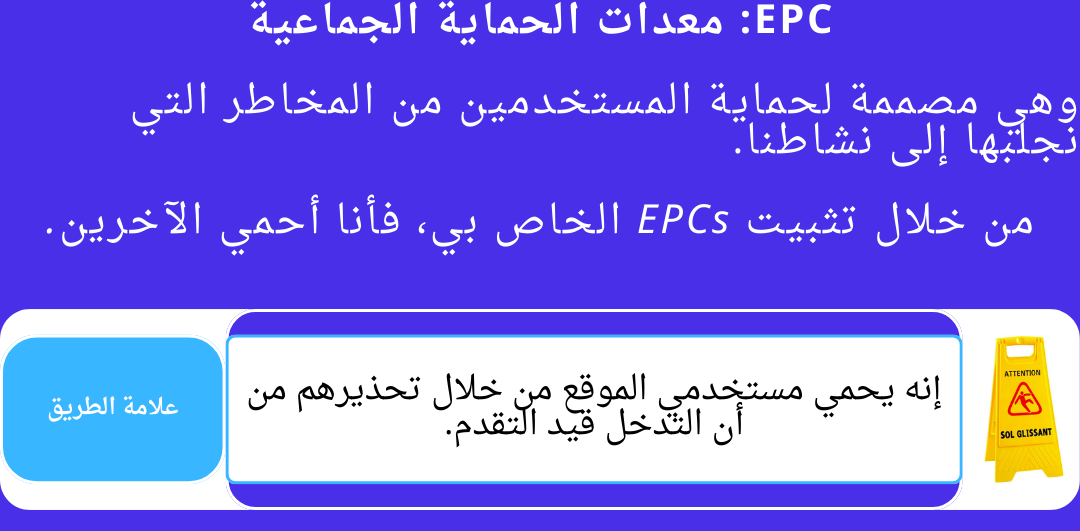 EPC: معدات الحماية الجماعية
وهي مصممة لحماية المستخدمين من المخاطر التي
نجلبها إلى نشاطنا.
من خلال تثبيت EPCs الخاص بي، فأنا أحمي الآخرين.
إنه يحمي مستخدمي الموقع من خلال تحذيرهم من
أن التدخل قيد التقدم.
علامة الطريق
ATTENTION
SOL GLISSANT